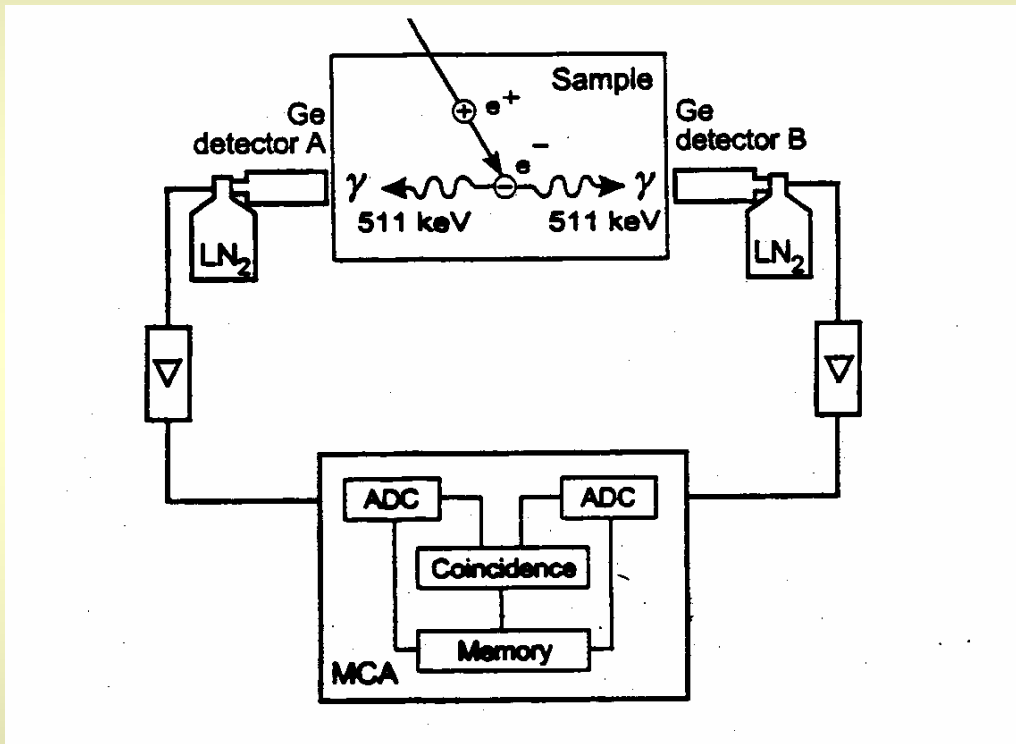 Sample
Ge
detector A
Ge
detector B
⊕ e+
e−
⊖
γ
γ
511 keV
511 keV
LN2
LN2
ADC
ADC
Coincidence
Memory
MCA